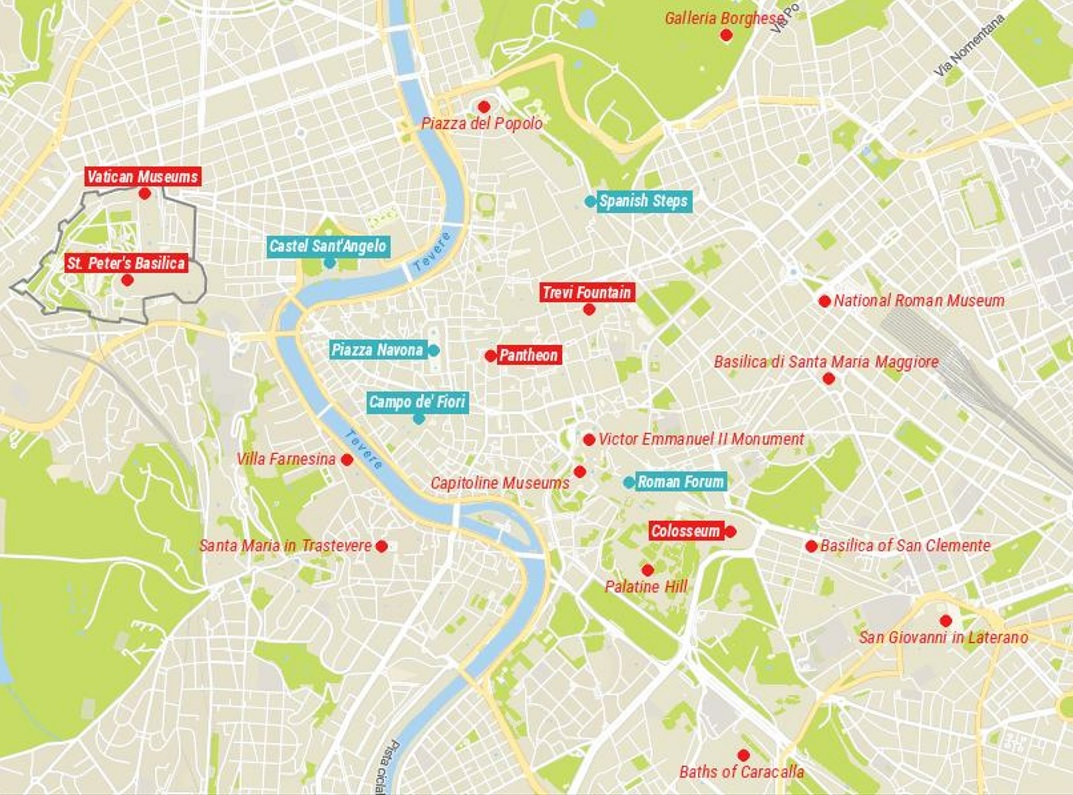 Galleria Borghese
Via Po
Via Nomentana
Piazza del Popolo
Vatican Museums
Spanish Steps
Castel Sant'Angelo
Tevere
St. Peter's Basilica
Trevi Fountain
National Roman Museum
Piazza Navona
Pantheon
Basilica di Santa Maria Maggiore
Campo de' Fiori
Tevere
Victor Emmanuel II Monument
Villa Farnesina
Capitoline Museums
Roman Forum
Colosseum
Santa Maria in Trastevere
Basilica of San Clemente
Palatine Hill
San Giovanni in Laterano
Pista ciclal
Baths of Caracalla